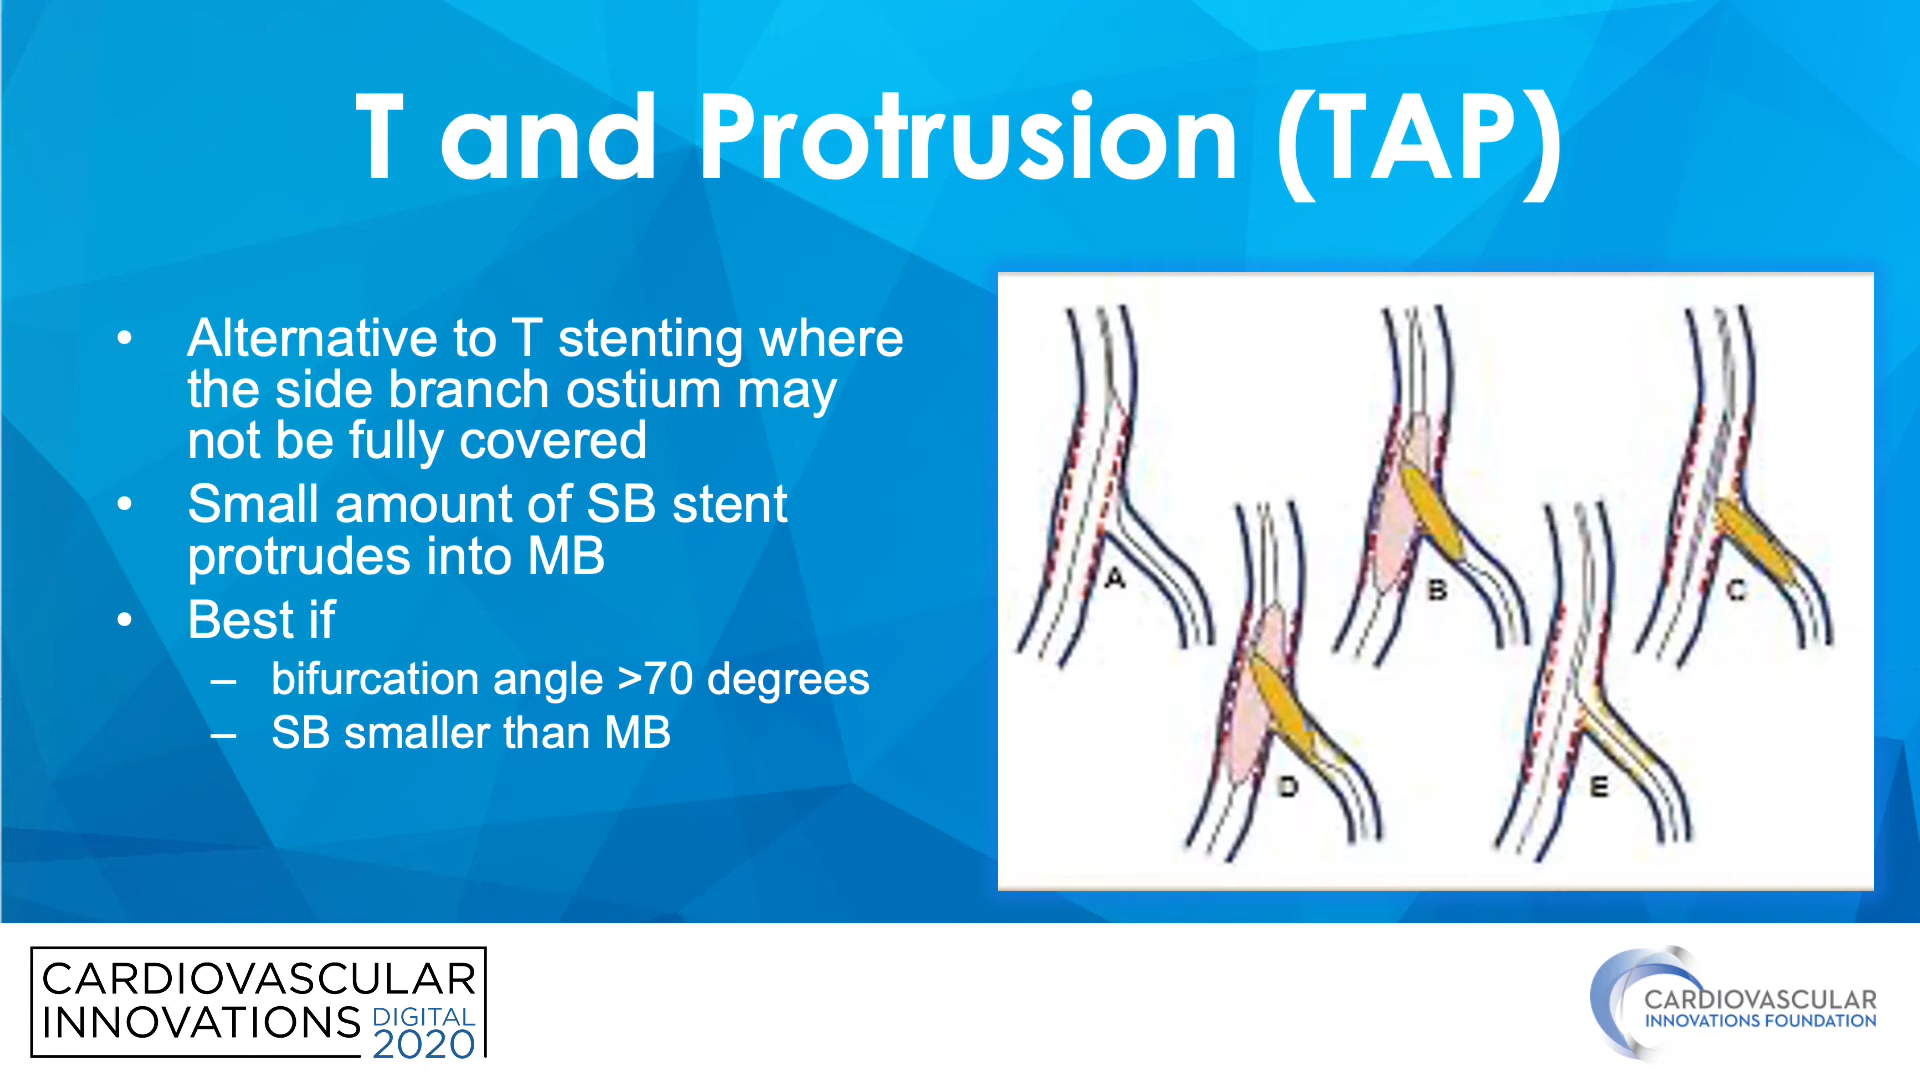 T and Protrusion (TAP)
• Alternative to T stenting where
the side branch ostium may
not be fully covered
• Small amount of SB stent
protrudes into MB
• Best if
– bifurcation angle >70 degrees
– SB smaller than MB
A
B
C
D
E
CARDIOVASCULAR
INNOVATIONS DIGITAL
2020
CARDIOVASCULAR
INNOVATIONS FOUNDATION